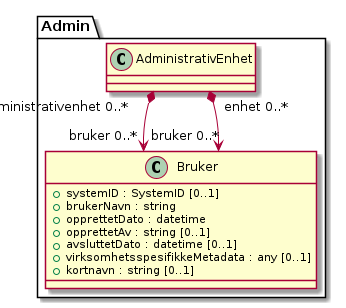 Admin
C AdministrativEnhet
ministrativenhet 0..* enhet 0..*
bruker 0..* bruker 0..*
C Bruker
systemID : SystemID [0..1]
brukerNavn : string
opprettetDato : datetime
opprettetAv : string [0..1]
avsluttetDato : datetime [0..1]
virksomhetsspesifikkeMetadata : any [0..1]
kortnavn : string [0..1]